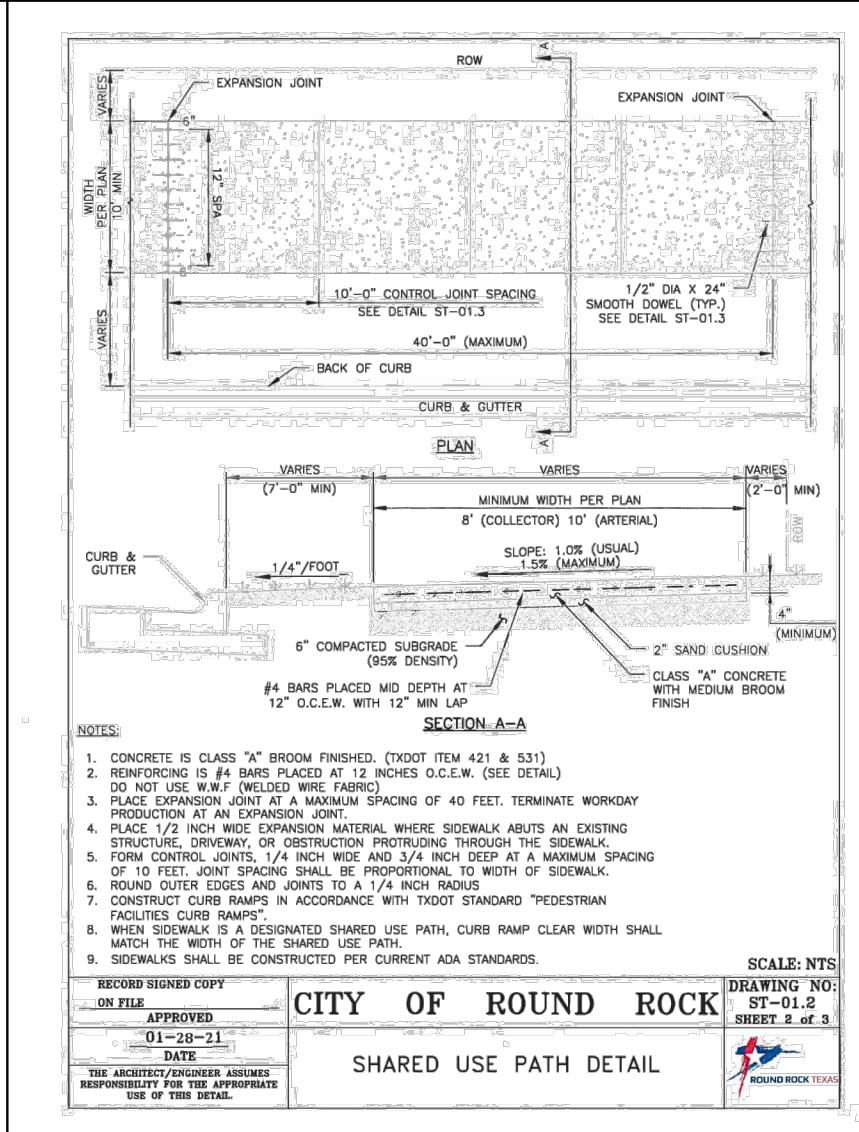 ROW
A
EXPANSION JOINT
EXPANSION JOINT
VARIES
6"
WIDTH
PER PLAN
10' MIN
12" SPA
6"
10'-0" CONTROL JOINT SPACING
SEE DETAIL ST-01.3
1/2" DIA X 24"
SMOOTH DOWEL (TYP.)
SEE DETAIL ST-01.3
VARIES
40'-0" (MAXIMUM)
BACK OF CURB
CURB & GUTTER
PLAN
A
VARIES
VARIES
VARIES
(7'-0" MIN)
(2'-0" MIN)
MINIMUM WIDTH PER PLAN
8' (COLLECTOR) 10' (ARTERIAL)
ROW
CURB &
GUTTER
1/4"/FOOT
SLOPE: 1.0% (USUAL)
1.5% (MAXIMUM)
4"
(MINIMUM)
6" COMPACTED SUBGRADE
(95% DENSITY)
2" SAND CUSHION
#4 BARS PLACED MID DEPTH AT
12" O.C.E.W. WITH 12" MIN LAP
CLASS "A" CONCRETE
WITH MEDIUM BROOM
FINISH
SECTION A-A
NOTES:
1. CONCRETE IS CLASS "A" BROOM FINISHED. (TXDOT ITEM 421 & 531)
2. REINFORCING IS #4 BARS PLACED AT 12 INCHES O.C.E.W. (SEE DETAIL)
DO NOT USE W.W.F (WELDED WIRE FABRIC)
3. PLACE EXPANSION JOINT AT A MAXIMUM SPACING OF 40 FEET. TERMINATE WORKDAY
PRODUCTION AT AN EXPANSION JOINT.
4. PLACE 1/2 INCH WIDE EXPANSION MATERIAL WHERE SIDEWALK ABUTS AN EXISTING
STRUCTURE, DRIVEWAY, OR OBSTRUCTION PROTRUDING THROUGH THE SIDEWALK.
5. FORM CONTROL JOINTS, 1/4 INCH WIDE AND 3/4 INCH DEEP AT A MAXIMUM SPACING
OF 10 FEET. JOINT SPACING SHALL BE PROPORTIONAL TO WIDTH OF SIDEWALK.
6. ROUND OUTER EDGES AND JOINTS TO A 1/4 INCH RADIUS
7. CONSTRUCT CURB RAMPS IN ACCORDANCE WITH TXDOT STANDARD "PEDESTRIAN
FACILITIES CURB RAMPS".
8. WHEN SIDEWALK IS A DESIGNATED SHARED USE PATH, CURB RAMP CLEAR WIDTH SHALL
MATCH THE WIDTH OF THE SHARED USE PATH.
9. SIDEWALKS SHALL BE CONSTRUCTED PER CURRENT ADA STANDARDS.
SCALE: NTS
RECORD SIGNED COPY
ON FILE
APPROVED
01-28-21
DATE
THE ARCHITECT/ENGINEER ASSUMES
RESPONSIBILITY FOR THE APPROPRIATE
USE OF THIS DETAIL.
CITY OF ROUND ROCK
SHARED USE PATH DETAIL
DRAWING NO:
ST-01.2
SHEET 2 of 3
ROUND ROCK TEXAS